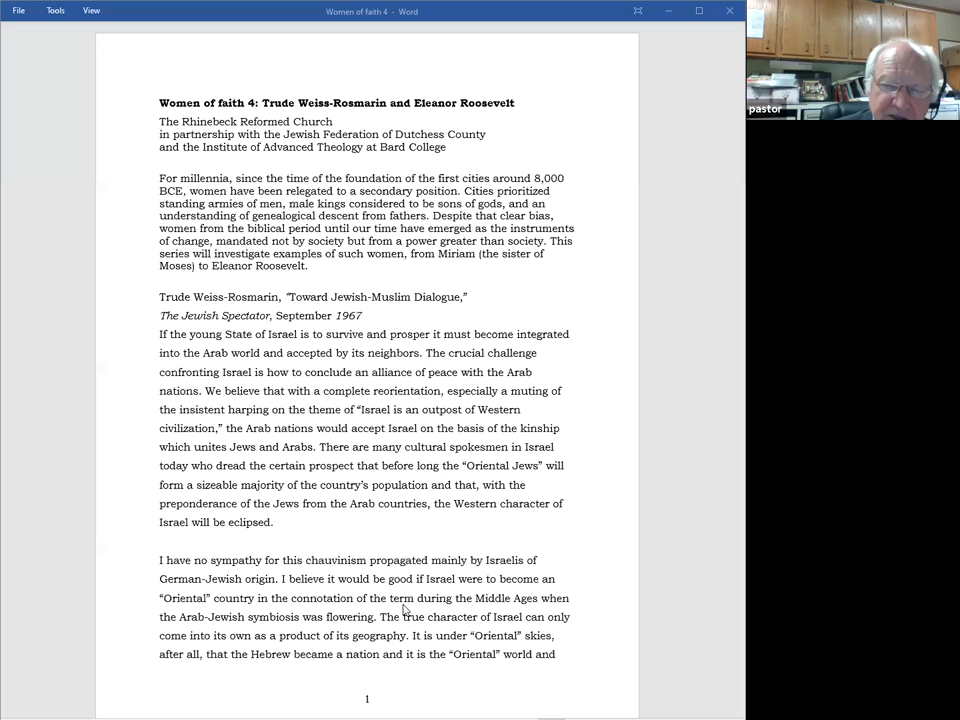 File Tools View Women of faith 4 - Word
pastor
Women of faith 4: Trude Weiss-Rosmarin and Eleanor Roosevelt
The Rhinebeck Reformed Church
in partnership with the Jewish Federation of Dutchess County
and the Institute of Advanced Theology at Bard College
For millennia, since the time of the foundation of the first cities around 8,000
BCE, women have been relegated to a secondary position. Cities prioritized
standing armies of men, male kings considered to be sons of gods, and an
understanding of genealogical descent from fathers. Despite that clear bias,
women from the biblical period until our time have emerged as the instruments
of change, mandated not by society but from a power greater than society. This
series will investigate examples of such women, from Miriam (the sister of
Moses) to Eleanor Roosevelt.
Trude Weiss-Rosmarin, "Toward Jewish-Muslim Dialogue,"
The Jewish Spectator, September 1967
If the young State of Israel is to survive and prosper it must become integrated
into the Arab world and accepted by its neighbors. The crucial challenge
confronting Israel is how to conclude an alliance of peace with the Arab
nations. We believe that with a complete reorientation, especially a muting of
the insistent harping on the theme of “Israel is an outpost of Western
civilization,” the Arab nations would accept Israel on the basis of the kinship
which unites Jews and Arabs. There are many cultural spokesmen in Israel
today who dread the certain prospect that before long the “Oriental Jews” will
form a sizeable majority of the country’s population and that, with the
preponderance of the Jews from the Arab countries, the Western character of
Israel will be eclipsed.
I have no sympathy for this chauvinism propagated mainly by Israelis of
German-Jewish origin. I believe it would be good if Israel were to become an
“Oriental” country in the connotation of the term during the Middle Ages when
the Arab-Jewish symbiosis was flowering. The true character of Israel can only
come into its own as a product of its geography. It is under “Oriental” skies,
after all, that the Hebrew became a nation and it is the “Oriental” world and
1